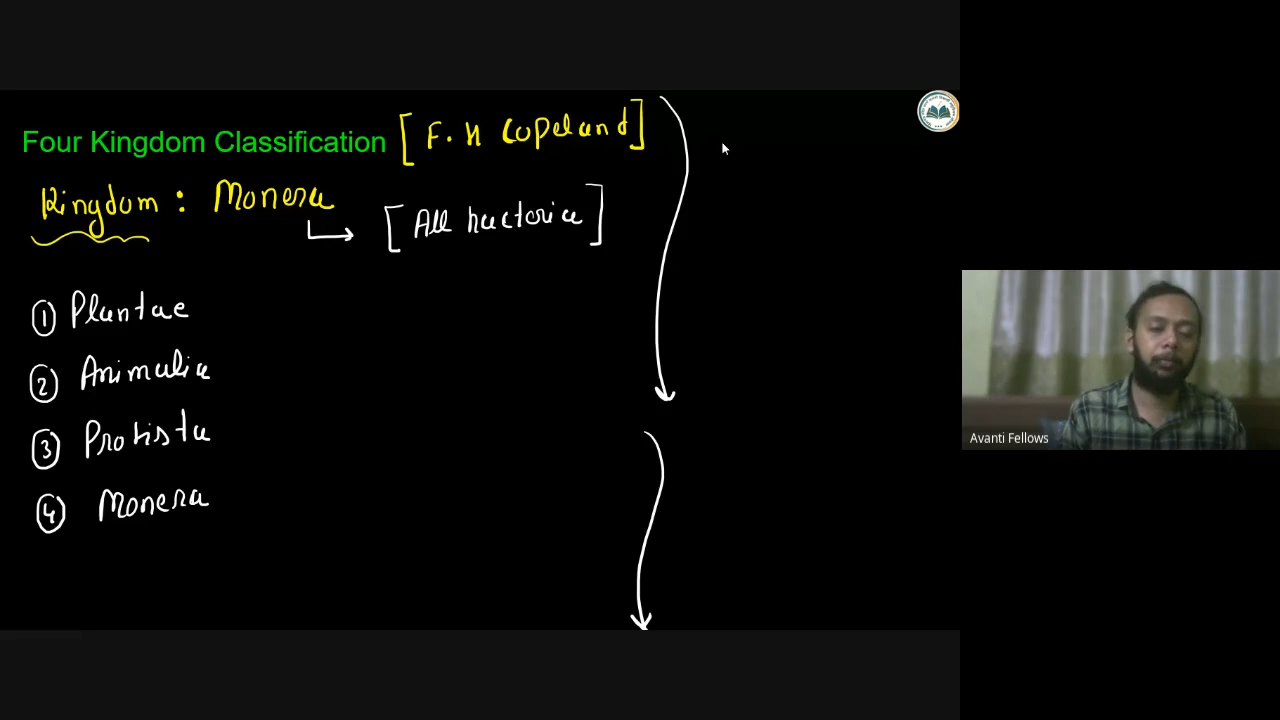 Four Kingdom Classification [F. H Copeland]
Kingdom : Monera
[All bacteria]
① Plantae
② Animalia
③ Protista
④ Monera
Avanti Fellows